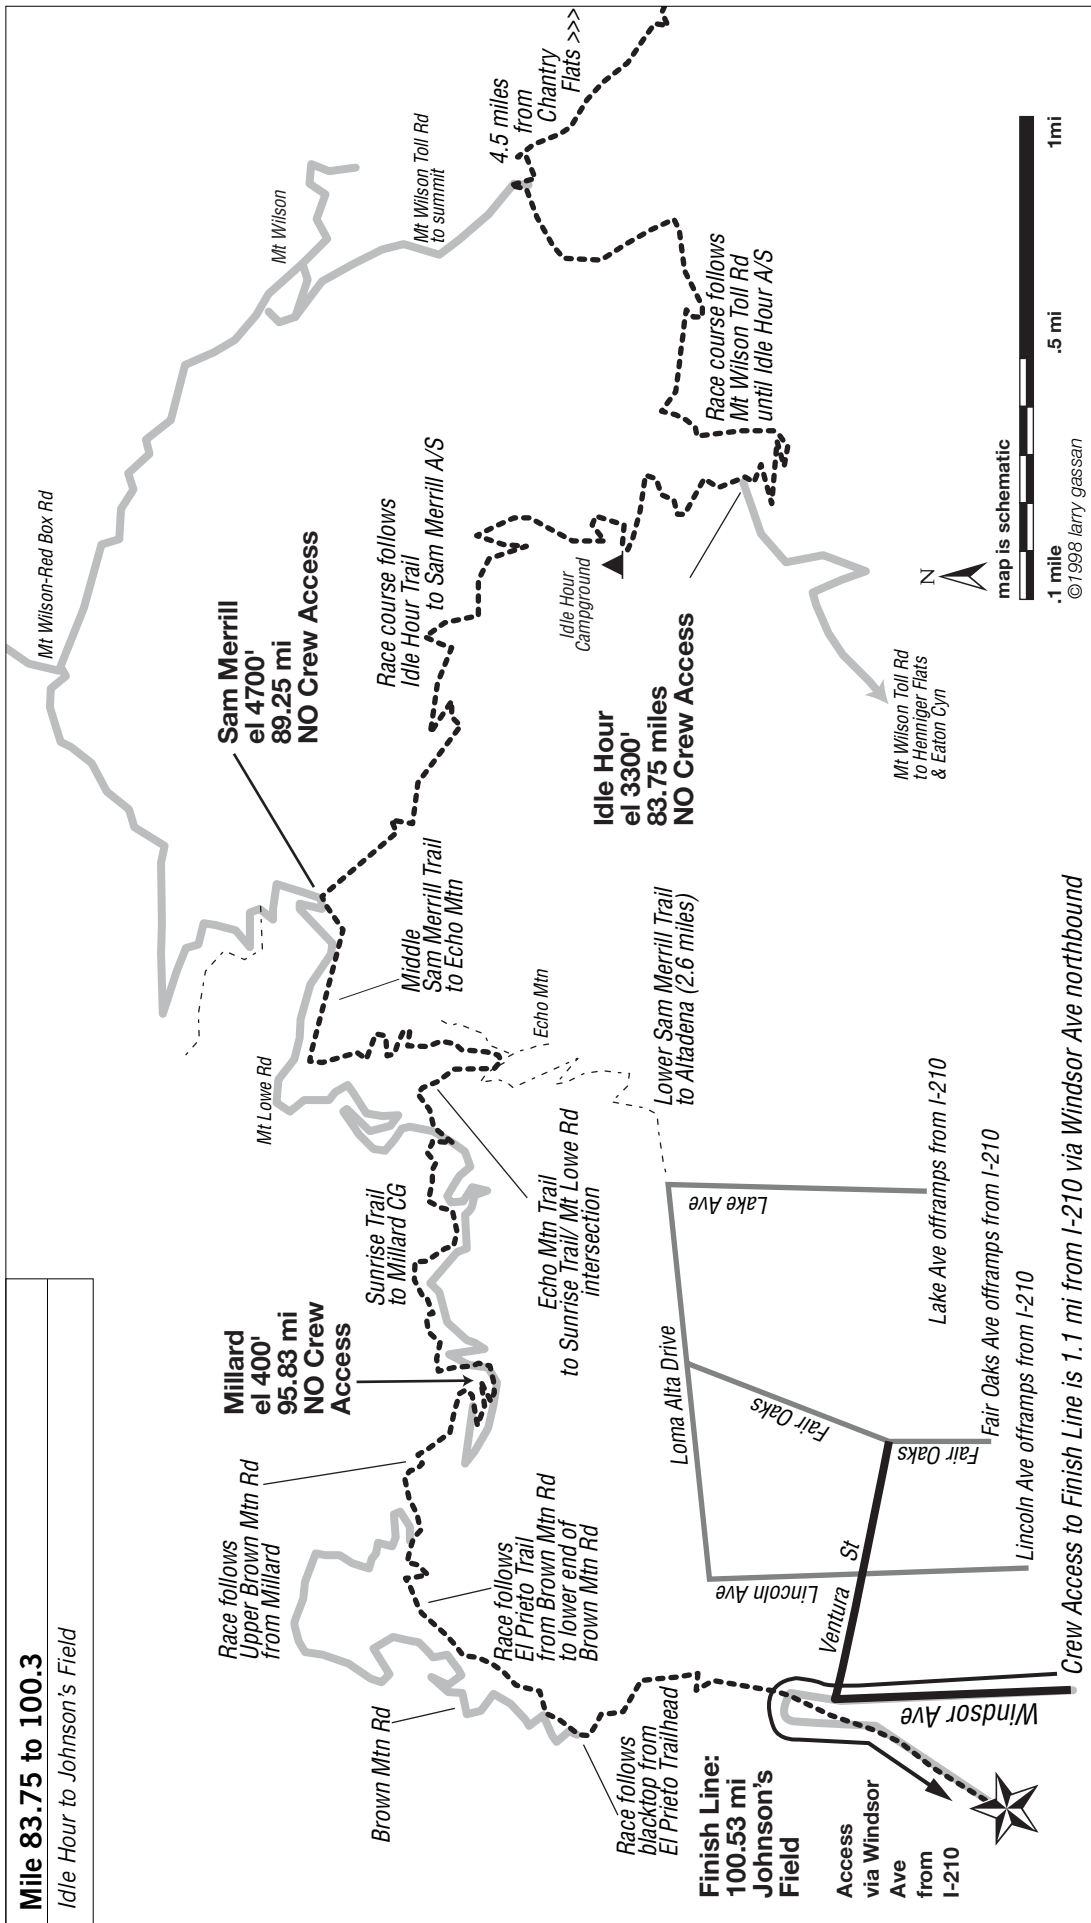 Mile 83.75 to 100.3
Idle Hour to Johnson's Field
Mt Wilson-Red Box Rd
Mt Wilson
Mt Wilson Toll Rd
to summit
4.5 miles
from
Chantry
Flats >>>
Sam Merrill
el 4700'
89.25 mi
NO Crew Access
Race course follows
Idle Hour Trail
to Sam Merrill A/S
Idle Hour
Campground
Race course follows
Mt Wilson Toll Rd
until Idle Hour A/S
Idle Hour
el 3300'
83.75 miles
NO Crew Access
Mt Wilson Toll Rd
to Henniger Flats
& Eaton Cyn
Middle
Sam Merrill Trail
to Echo Mtn
Mt Lowe Rd
Echo Mtn
Lower Sam Merrill Trail
to Altadena (2.6 miles)
Sunrise Trail
to Millard CG
Echo Mtn Trail
to Sunrise Trail/ Mt Lowe Rd
intersection
Millard
el 400'
95.83 mi
NO Crew
Access
Race follows
Upper Brown Mtn Rd
from Millard
Race follows
El Prieto Trail
from Brown Mtn Rd
to lower end of
Brown Mtn Rd
Brown Mtn Rd
Race follows
blacktop from
El Prieto Trailhead
Finish Line:
100.53 mi
Johnson's
Field
Access
via Windsor
Ave
from
I-210
Loma Alta Drive
Lake Ave
Fair Oaks
Fair Oaks
Lincoln Ave
Ventura St
Windsor Ave
Lake Ave offramps from I-210
Fair Oaks Ave offramps from I-210
Lincoln Ave offramps from I-210
Crew Access to Finish Line is 1.1 mi from I-210 via Windsor Ave northbound
N
map is schematic
.1 mile .5 mi 1mi
©1998 larry gassan